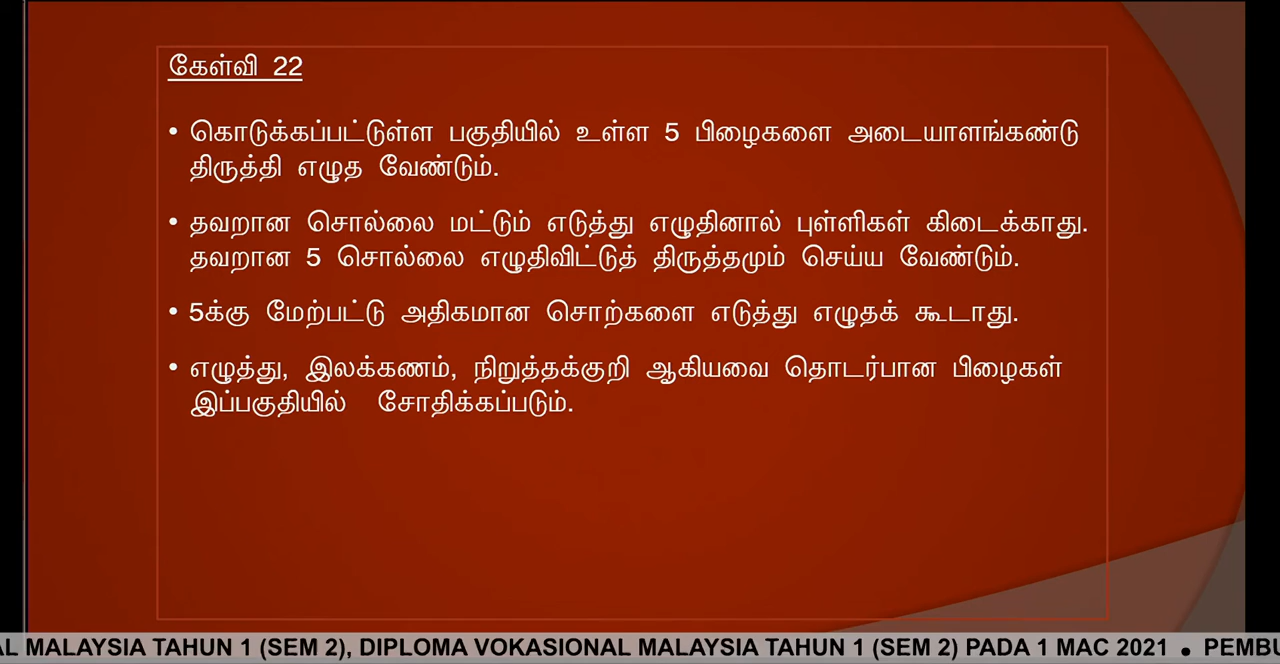 கேள்வி 22
• கொடுக்கப்பட்டுள்ள பகுதியில் உள்ள 5 பிழைகளை அடையாளங்கண்டு
திருத்தி எழுத வேண்டும்.
• தவறான சொல்லை மட்டும் எடுத்து எழுதினால் புள்ளிகள் கிடைக்காது.
தவறான 5 சொல்லை எழுதிவிட்டுத் திருத்தமும் செய்ய வேண்டும்.
• 5க்கு மேற்பட்டு அதிகமான சொற்களை எடுத்து எழுதக் கூடாது.
• எழுத்து, இலக்கணம், நிறுத்தக்குறி ஆகியவை தொடர்பான பிழைகள்
இப்பகுதியில் சோதிக்கப்படும்.
AL MALAYSIA TAHUN 1 (SEM 2), DIPLOMA VOKASIONAL MALAYSIA TAHUN 1 (SEM 2) PADA 1 MAC 2021 • PEMBU